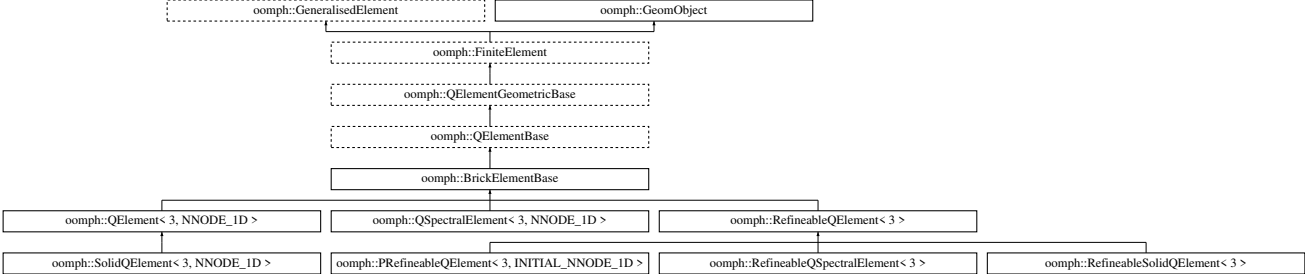 oomph::GeneralisedElement
oomph::GeomObject
oomph::FiniteElement
oomph::QElementGeometricBase
oomph::QElementBase
oomph::BrickElementBase
oomph::QElement< 3, NNODE_1D >
oomph::QSpectralElement< 3, NNODE_1D >
oomph::RefineableQElement< 3 >
oomph::SolidQElement< 3, NNODE_1D >
oomph::PRefineableQElement< 3, INITIAL_NNODE_1D >
oomph::RefineableQSpectralElement< 3 >
oomph::RefineableSolidQElement< 3 >